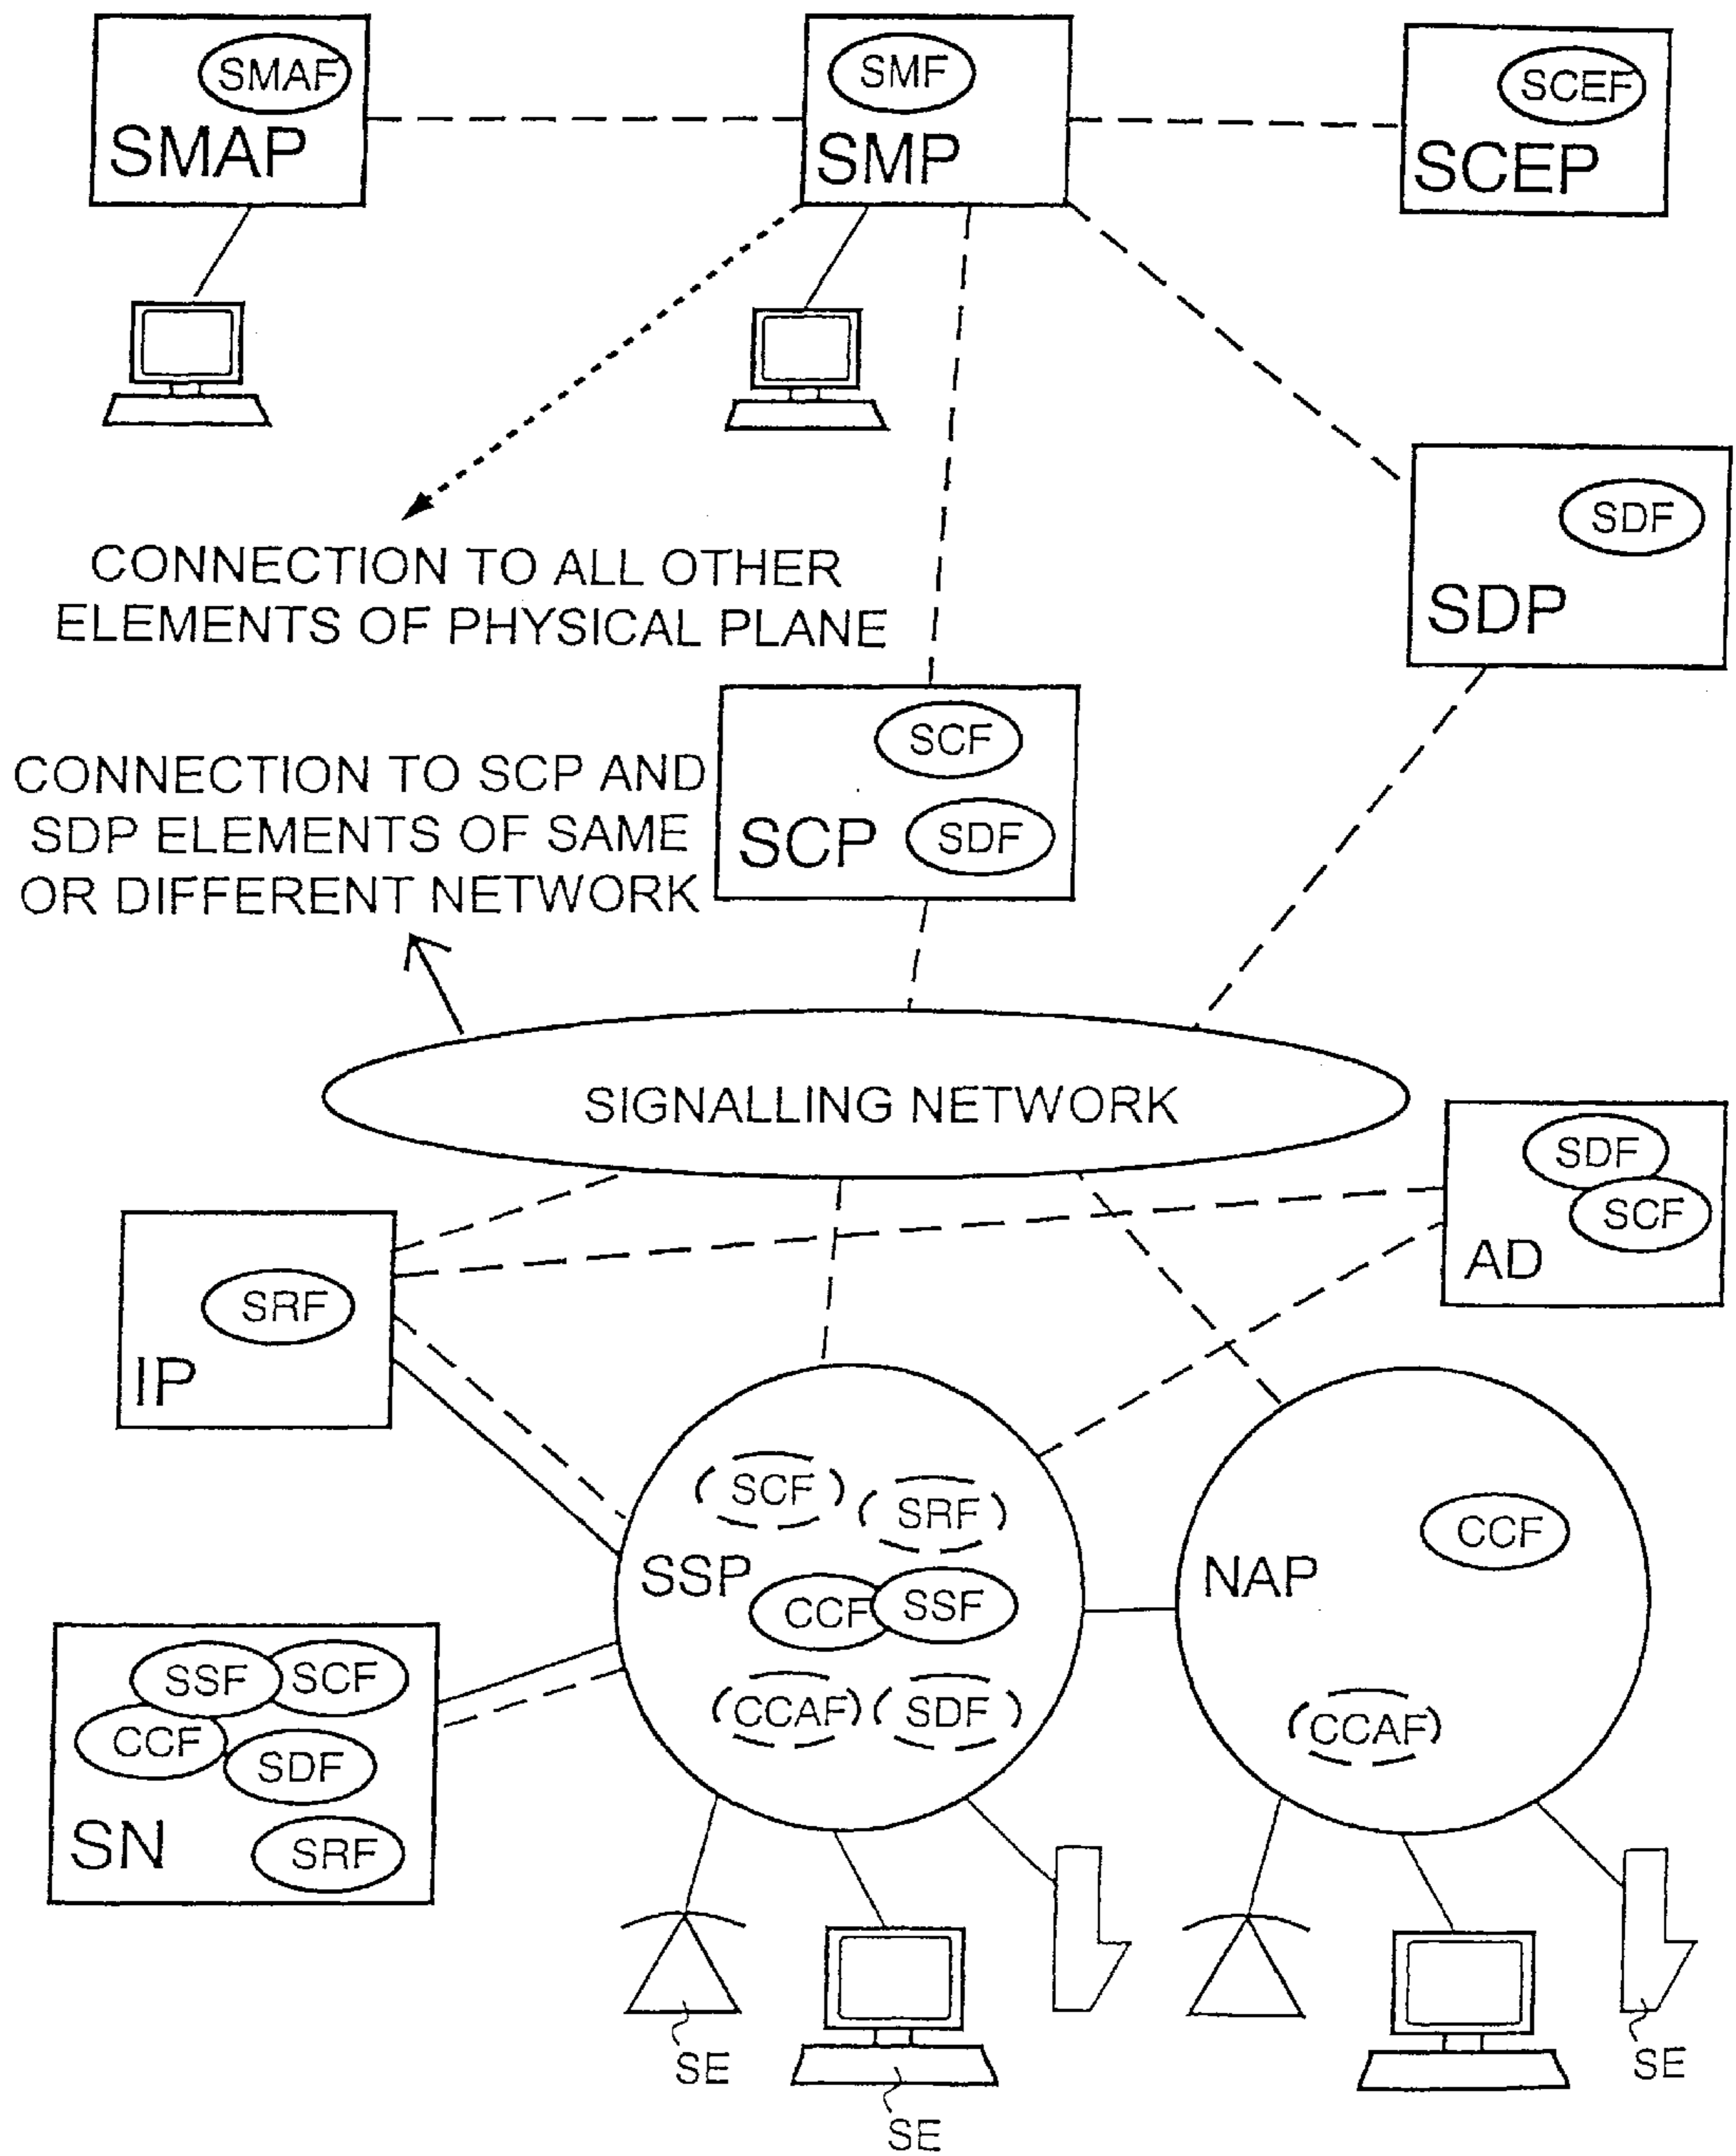 SMAF
SMAP
SMF
SMP
SCEF
SCEP
CONNECTION TO ALL OTHER
ELEMENTS OF PHYSICAL PLANE
SDF
SDP
CONNECTION TO SCP AND
SDP ELEMENTS OF SAME
OR DIFFERENT NETWORK
SCF
SCP
SDF
SIGNALLING NETWORK
SDF
SCF
AD
SRF
IP
SCF
SRF
SSP
CCF
SSF
CCAF
SDF
CCF
NAP
CCAF
SSF
SCF
CCF
SDF
SN
SRF
SE
SE
SE